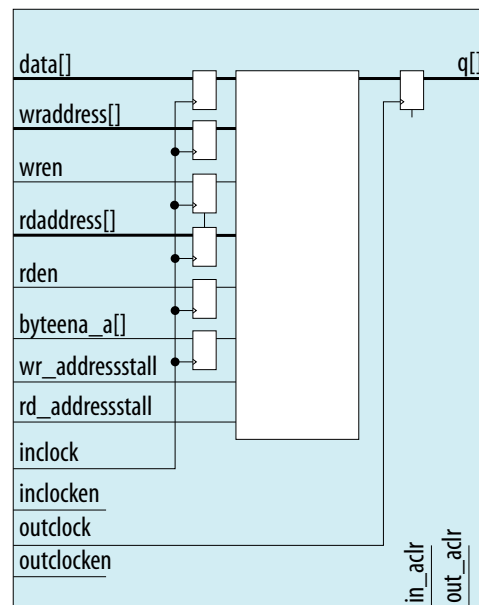 data[]
q[]
wraddress[]
wren
rdaddress[]
rden
byteena_a[]
wr_addressstall
rd_addressstall
inclock
inclocken
outclock
outclocken
in_aclr
out_aclr